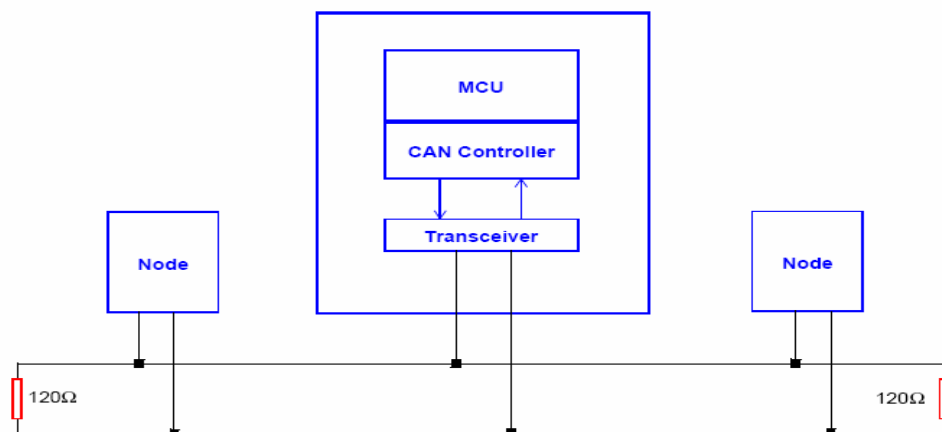 MCU
CAN Controller
Transceiver
Node
Node
120Ω
120Ω